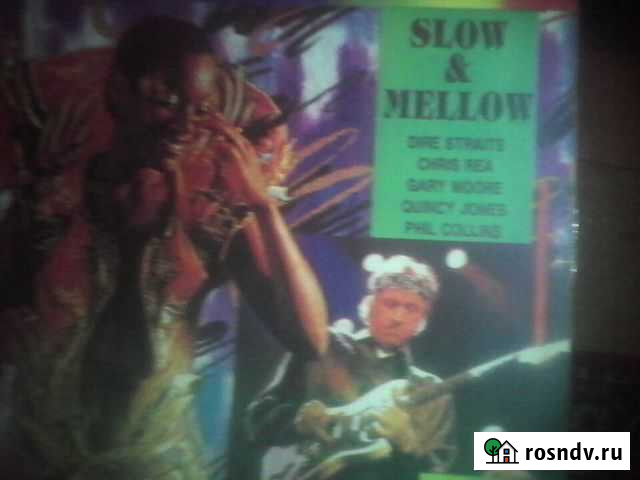 SLOW
&
MELLOW
DIRE STRAITS
CHRIS REA
GARY MOORE
QUINCY JONES
PHIL COLLINS
rosndv.ru